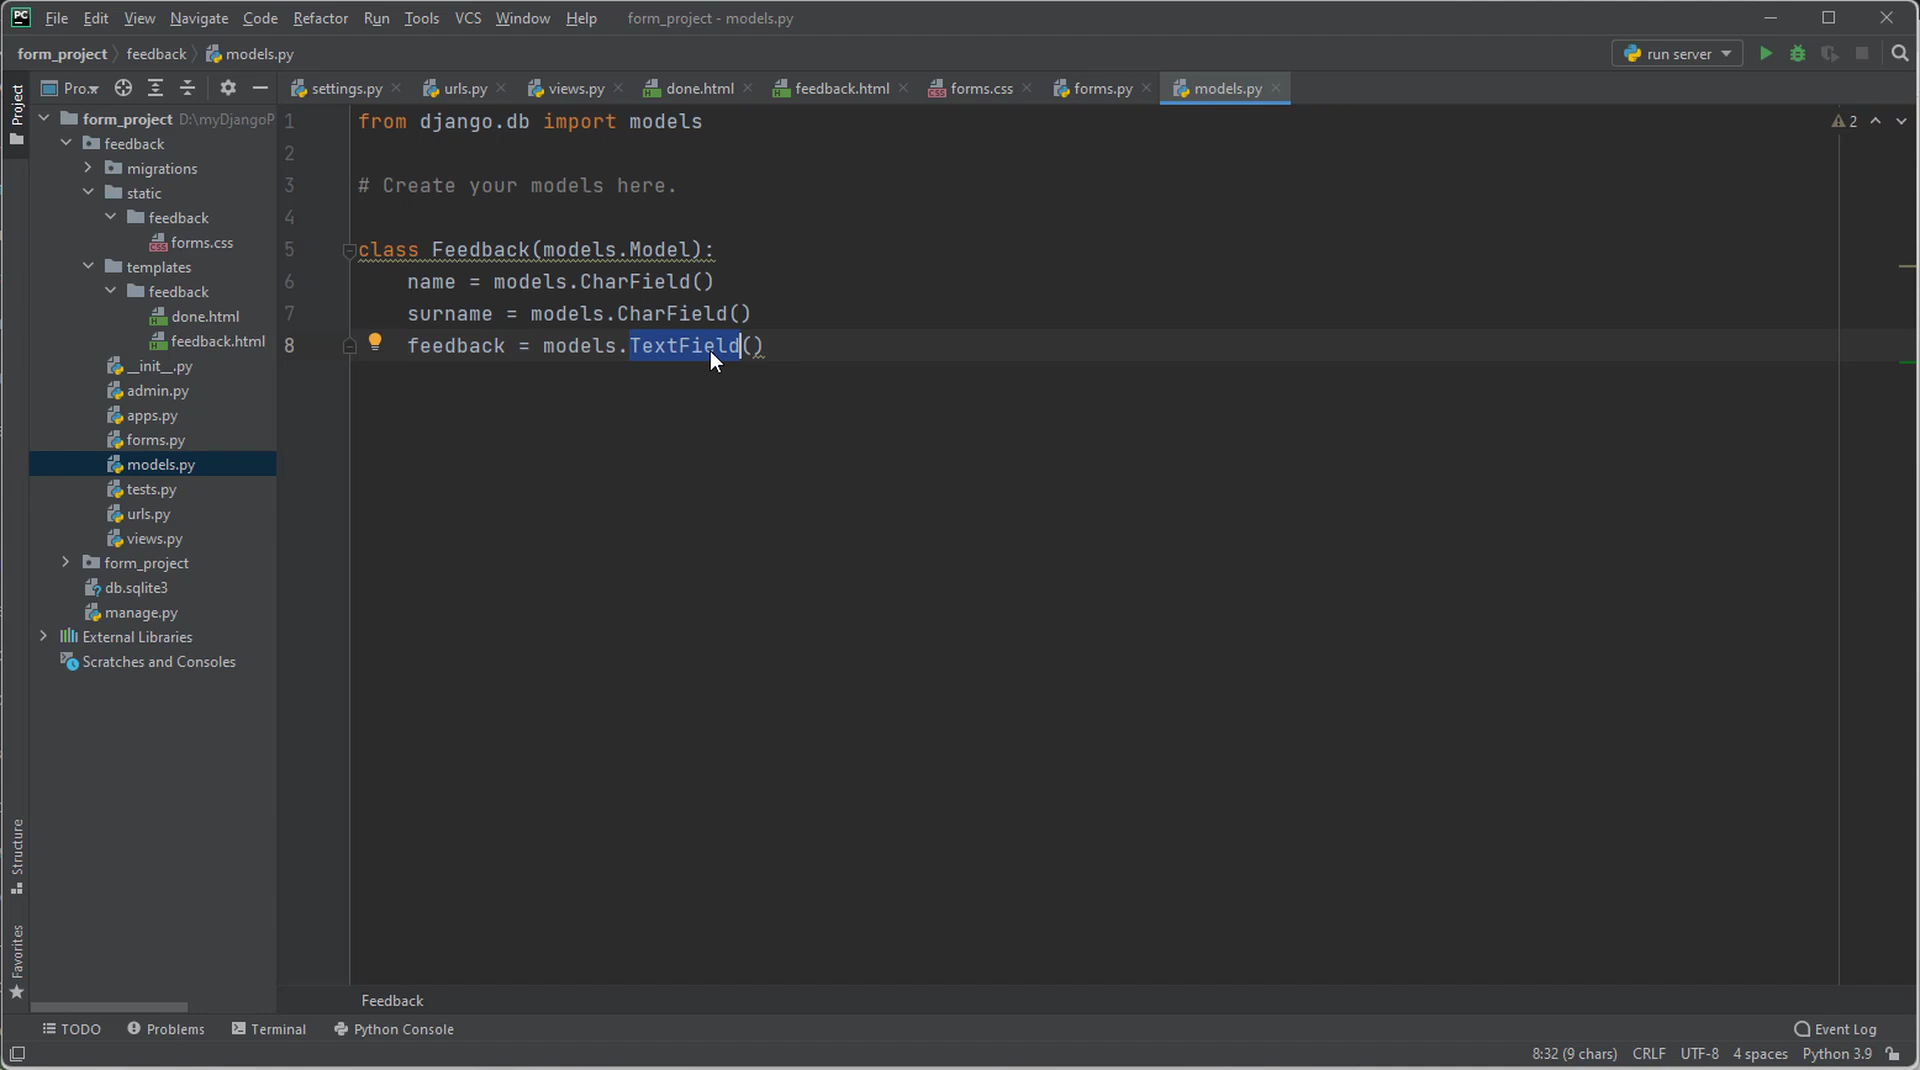 PC File Edit View Navigate Code Refactor Run Tools VCS Window Help form_project - models.py
form_project feedback models.py run server
Pro... settings.py urls.py views.py done.html feedback.html forms.css forms.py models.py
Project
form_project D:\myDjangoP
feedback
migrations
static
feedback
forms.css
templates
feedback
done.html
feedback.html
__init__.py
admin.py
apps.py
forms.py
models.py
tests.py
urls.py
views.py
form_project
db.sqlite3
manage.py
External Libraries
Scratches and Consoles
1 from django.db import models
2
3 # Create your models here.
4
5 class Feedback(models.Model):
6 name = models.CharField()
7 surname = models.CharField()
8 feedback = models.TextField()
2
Structure
Favorites
Feedback
TODO Problems Terminal Python Console Event Log
8:32 (9 chars) CRLF UTF-8 4 spaces Python 3.9